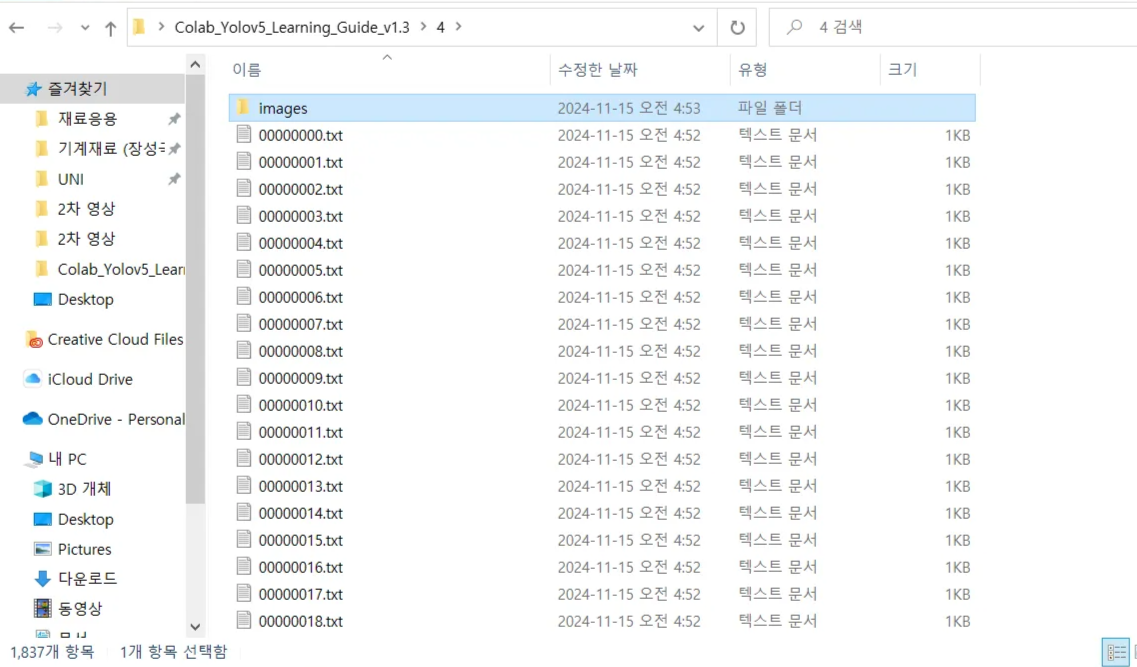 Colab_Yolov5_Learning_Guide_v1.3 > 4 >
4 검색
이름 수정한 날짜 유형 크기
즐겨찾기
재료응용
기계재료 (장성국
UNI
2차 영상
2차 영상
Colab_Yolov5_Learn
Desktop
Creative Cloud Files
iCloud Drive
OneDrive - Personal
내 PC
3D 개체
Desktop
Pictures
다운로드
동영상
문서
images 2024-11-15 오전 4:53 파일 폴더
00000000.txt 2024-11-15 오전 4:52 텍스트 문서 1KB
00000001.txt 2024-11-15 오전 4:52 텍스트 문서 1KB
00000002.txt 2024-11-15 오전 4:52 텍스트 문서 1KB
00000003.txt 2024-11-15 오전 4:52 텍스트 문서 1KB
00000004.txt 2024-11-15 오전 4:52 텍스트 문서 1KB
00000005.txt 2024-11-15 오전 4:52 텍스트 문서 1KB
00000006.txt 2024-11-15 오전 4:52 텍스트 문서 1KB
00000007.txt 2024-11-15 오전 4:52 텍스트 문서 1KB
00000008.txt 2024-11-15 오전 4:52 텍스트 문서 1KB
00000009.txt 2024-11-15 오전 4:52 텍스트 문서 1KB
00000010.txt 2024-11-15 오전 4:52 텍스트 문서 1KB
00000011.txt 2024-11-15 오전 4:52 텍스트 문서 1KB
00000012.txt 2024-11-15 오전 4:52 텍스트 문서 1KB
00000013.txt 2024-11-15 오전 4:52 텍스트 문서 1KB
00000014.txt 2024-11-15 오전 4:52 텍스트 문서 1KB
00000015.txt 2024-11-15 오전 4:52 텍스트 문서 1KB
00000016.txt 2024-11-15 오전 4:52 텍스트 문서 1KB
00000017.txt 2024-11-15 오전 4:52 텍스트 문서 1KB
00000018.txt 2024-11-15 오전 4:52 텍스트 문서 1KB
1,837개 항목 1개 항목 선택함